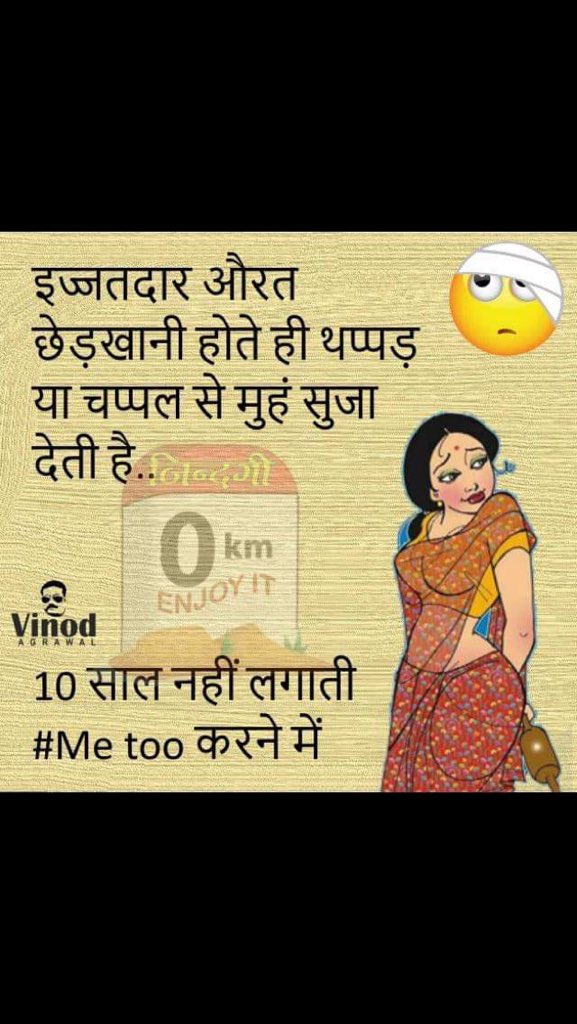 इज्जतदार औरत
छेड़खानी होते ही थप्पड़
या चप्पल से मुहं सुजा
देती है..
जिन्दगी
0 km
ENJOY IT
Vinod
AGRAWAL
10 साल नहीं लगाती
#Me too करने में